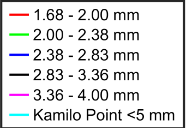 1.68 - 2.00 mm
2.00 - 2.38 mm
2.38 - 2.83 mm
2.83 - 3.36 mm
3.36 - 4.00 mm
Kamilo Point <5 mm